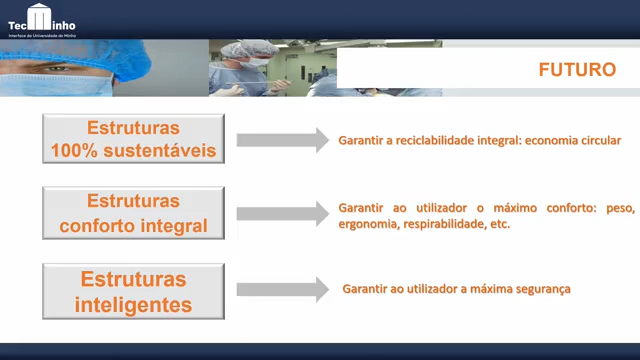 TecMinho
Interface da Universidade do Minho
FUTURO
Estruturas
100% sustentáveis
Garantir a reciclabilidade integral: economia circular
Estruturas
conforto integral
Garantir ao utilizador o máximo conforto: peso,
ergonomia, respirabilidade, etc.
Estruturas
inteligentes
Garantir ao utilizador a máxima segurança